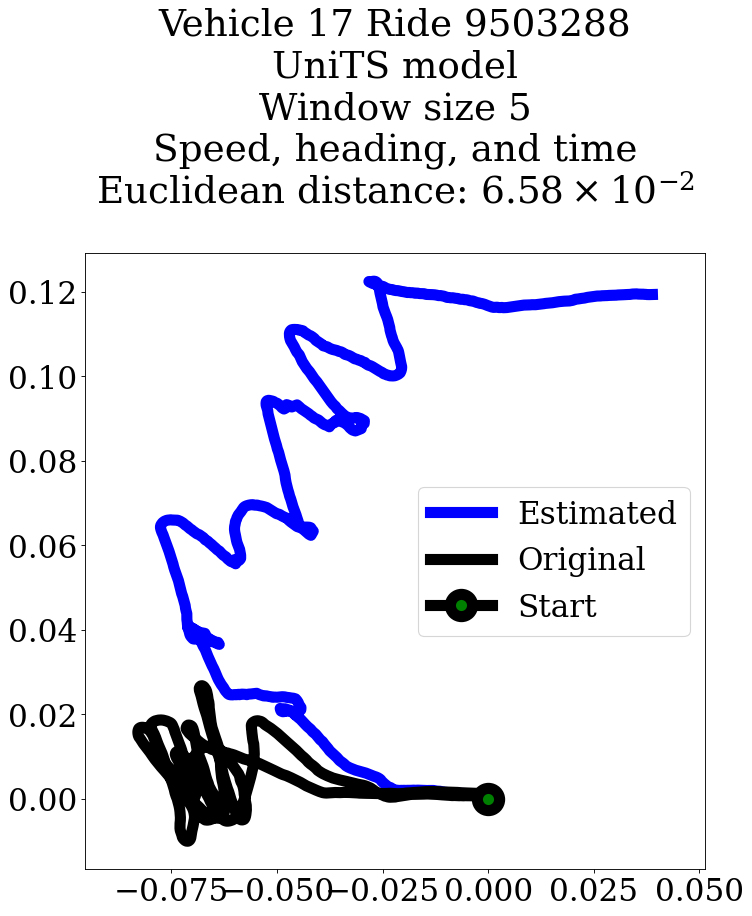 Vehicle 17 Ride 9503288
UniTS model
Window size 5
Speed, heading, and time
Euclidean distance: 6.58 × 10⁻²
0.12
0.10
0.08
0.06
0.04
0.02
0.00
Estimated
Original
Start
−0.075 −0.050 −0.025 0.000 0.025 0.050